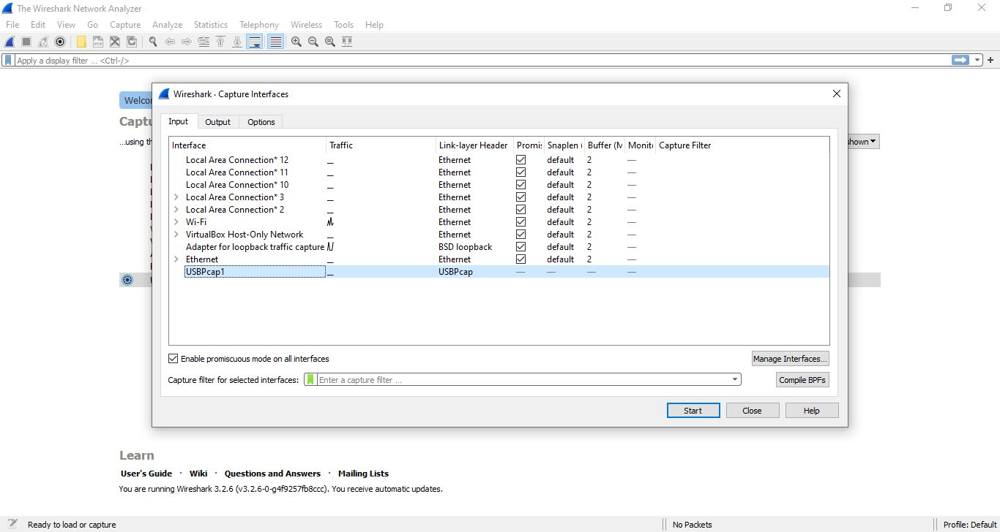 The Wireshark Network Analyzer
File Edit View Go Capture Analyze Statistics Telephony Wireless Tools Help
Apply a display filter ... <Ctrl-/>
Wireshark · Capture Interfaces
Input Output Options
Interface Traffic Link-layer Header Promi Snaplen ( Buffer (M Monit Capture Filter
Local Area Connection* 12 Ethernet default 2 —
Local Area Connection* 11 Ethernet default 2 —
Local Area Connection* 10 Ethernet default 2 —
Local Area Connection* 3 Ethernet default 2 —
Local Area Connection* 2 Ethernet default 2 —
Wi-Fi Ethernet default 2 —
VirtualBox Host-Only Network Ethernet default 2 —
Adapter for loopback traffic capture BSD loopback default 2 —
Ethernet Ethernet default 2 —
USBPcap1 USBPcap — — — —
Enable promiscuous mode on all interfaces Manage Interfaces...
Capture filter for selected interfaces: Enter a capture filter ... Compile BPFs
Start Close Help
Welco
Captu
...using th
hown
Learn
User's Guide · Wiki · Questions and Answers · Mailing Lists
You are running Wireshark 3.2.6 (v3.2.6-0-g4f9257fb8ccc). You receive automatic updates.
Ready to load or capture No Packets Profile: Default